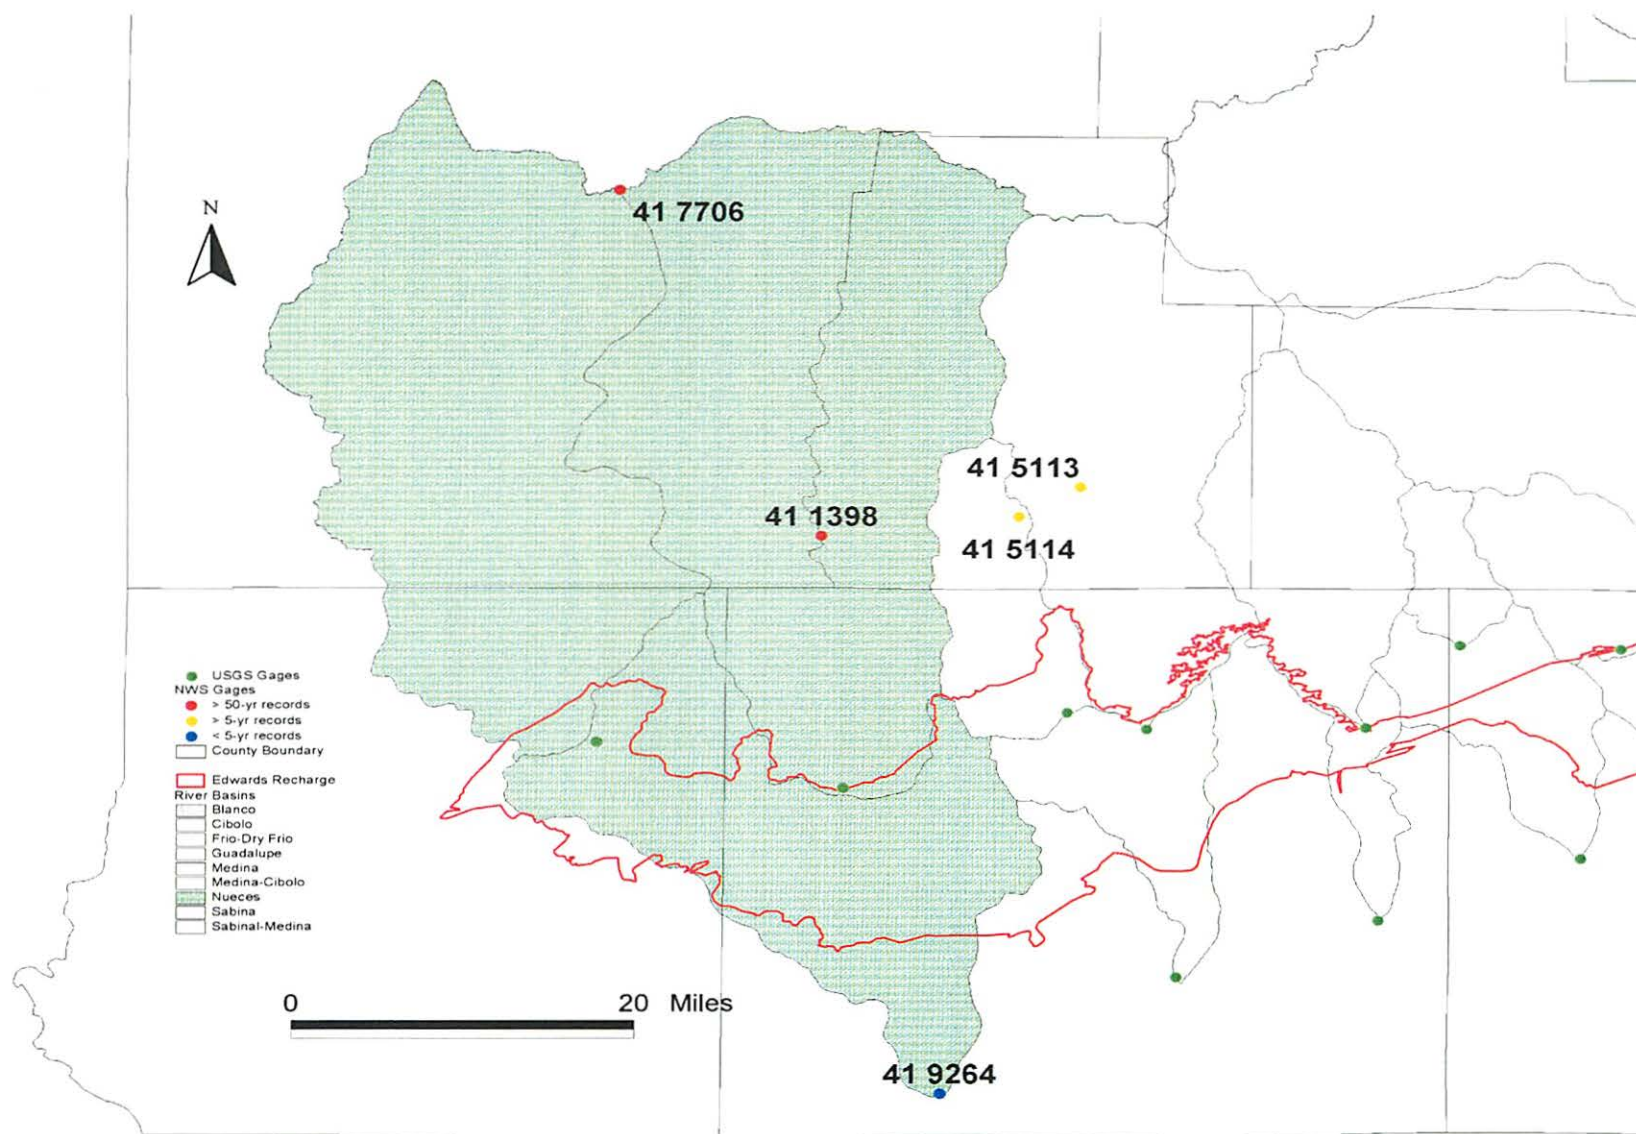 N
41 7706
41 5113
41 1398
41 5114
USGS Gages
NWS Gages
> 50-yr records
> 5-yr records
< 5-yr records
County Boundary
Edwards Recharge
River Basins
Blanco
Cibolo
Frio-Dry Frio
Guadalupe
Medina
Medina-Cibolo
Nueces
Sabina
Sabinal-Medina
0 20 Miles
41 9264